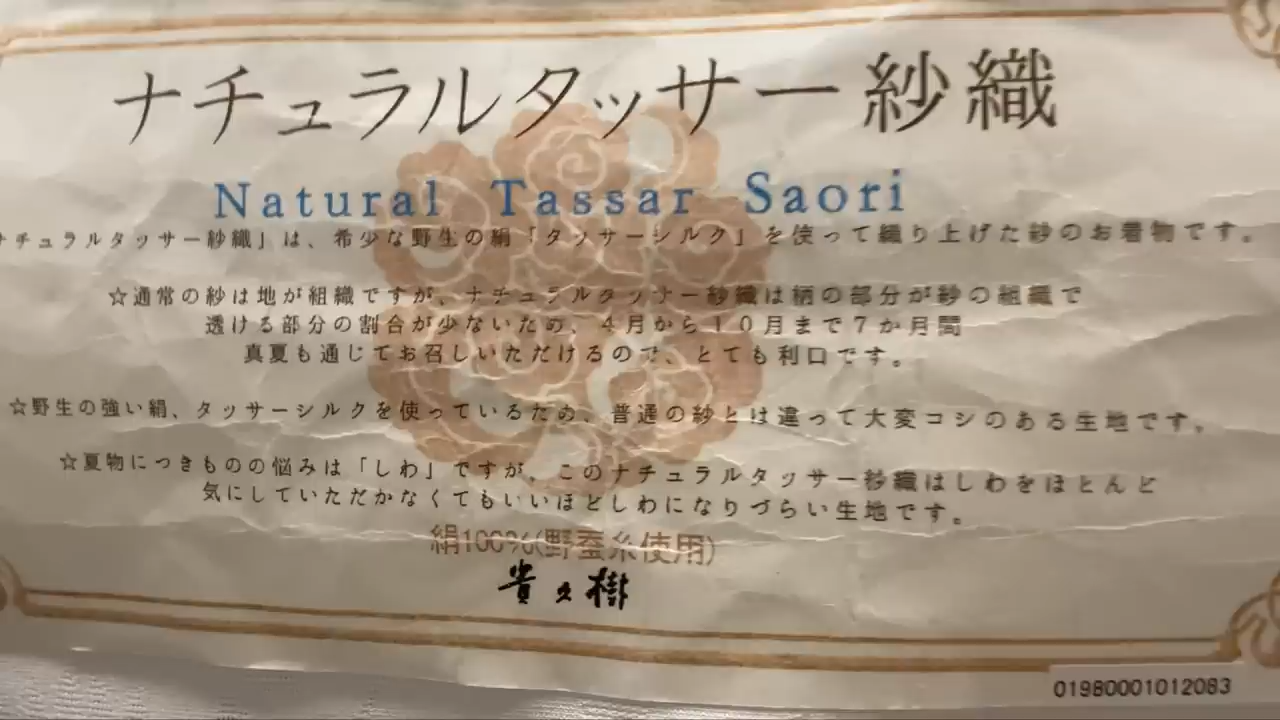 ナチュラルタッサー紗織
Natural Tassar Saori
ナチュラルタッサー紗織」は、希少な野生の絹「タッサーシルク」を使って織り上げた紗のお着物です。
☆通常の紗は地が組織ですが、ナチュラルタッサー紗織は柄の部分が紗の組織で
透ける部分の割合が少ないため、4月から10月まで7か月間
真夏も通じてお召しいただけるので、とても利口です。
☆野生の強い絹、タッサーシルクを使っているため、普通の紗とは違って大変コシのある生地です。
☆夏物につきものの悩みは「しわ」ですが、このナチュラルタッサー紗織はしわをほとんど
気にしていただかなくてもいいほどしわになりづらい生地です。
絹100%(野蚕糸使用)
貴久樹
01980001012083